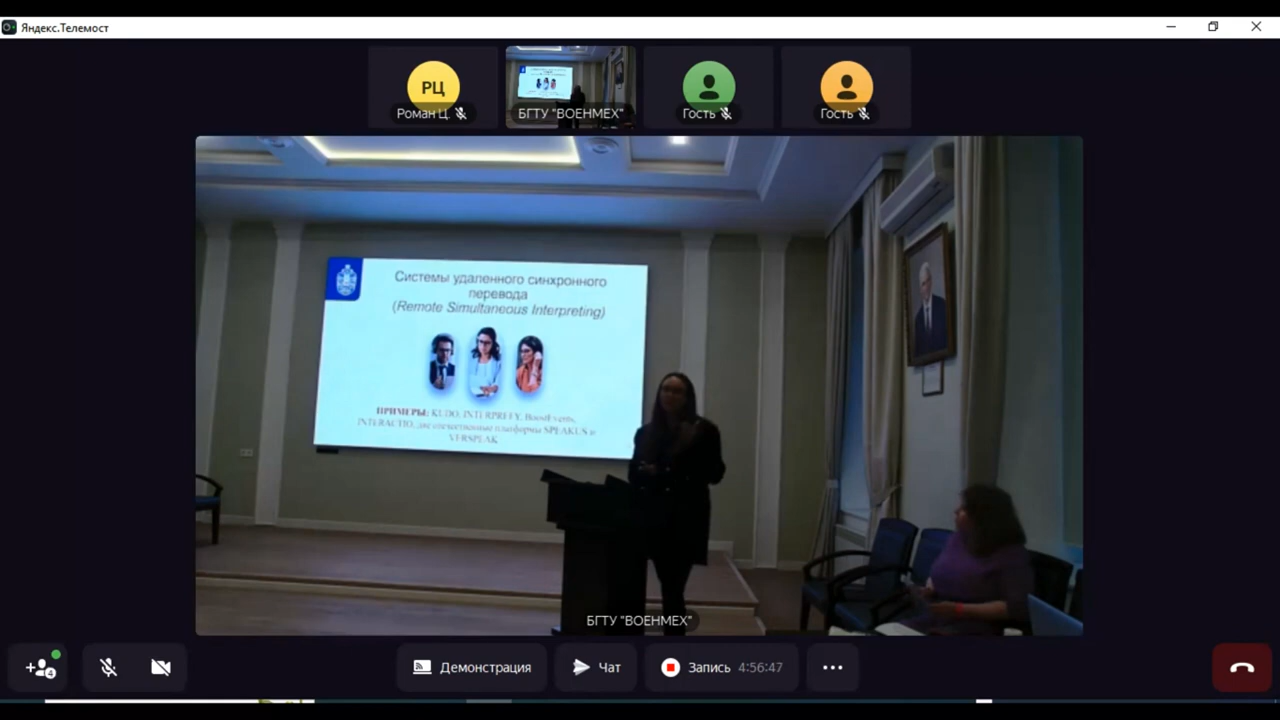 Яндекс.Телемост
РЦ
Роман Ц.
БГТУ "ВОЕНМЕХ"
Гость
Гость
Системы удаленного синхронного
перевода
(Remote Simultaneous Interpreting)
ПРИМЕРЫ: KUDO, INTERPREFY,
INTERACTIO, две отечественные платформы SPEAKUS и
VERSPEAK
БГТУ "ВОЕНМЕХ"
4
Демонстрация
Чат
Запись 4:56:47